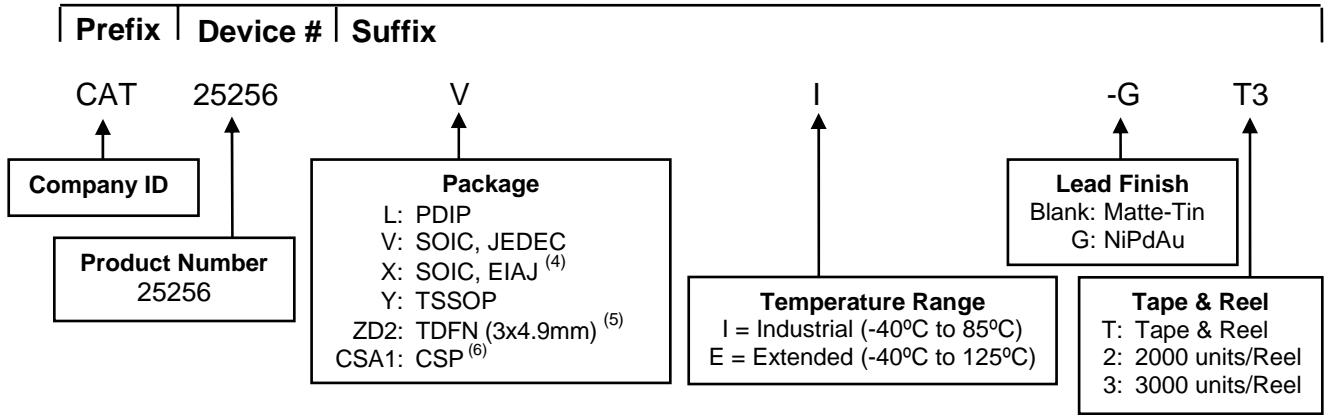 Prefix Device # Suffix
CAT 25256 V I -G T3
Company ID
Product Number
25256
Package
L: PDIP
V: SOIC, JEDEC
X: SOIC, EIAJ (4)
Y: TSSOP
ZD2: TDFN (3x4.9mm) (5)
CSA1: CSP (6)
Temperature Range
I = Industrial (-40ºC to 85ºC)
E = Extended (-40ºC to 125ºC)
Lead Finish
Blank: Matte-Tin
G: NiPdAu
Tape & Reel
T: Tape & Reel
2: 2000 units/Reel
3: 3000 units/Reel